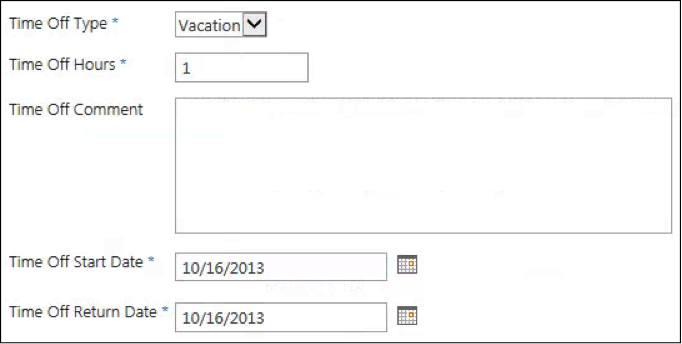 Time Off Type * Vacation
Time Off Hours * 1
Time Off Comment
Time Off Start Date * 10/16/2013
Time Off Return Date * 10/16/2013